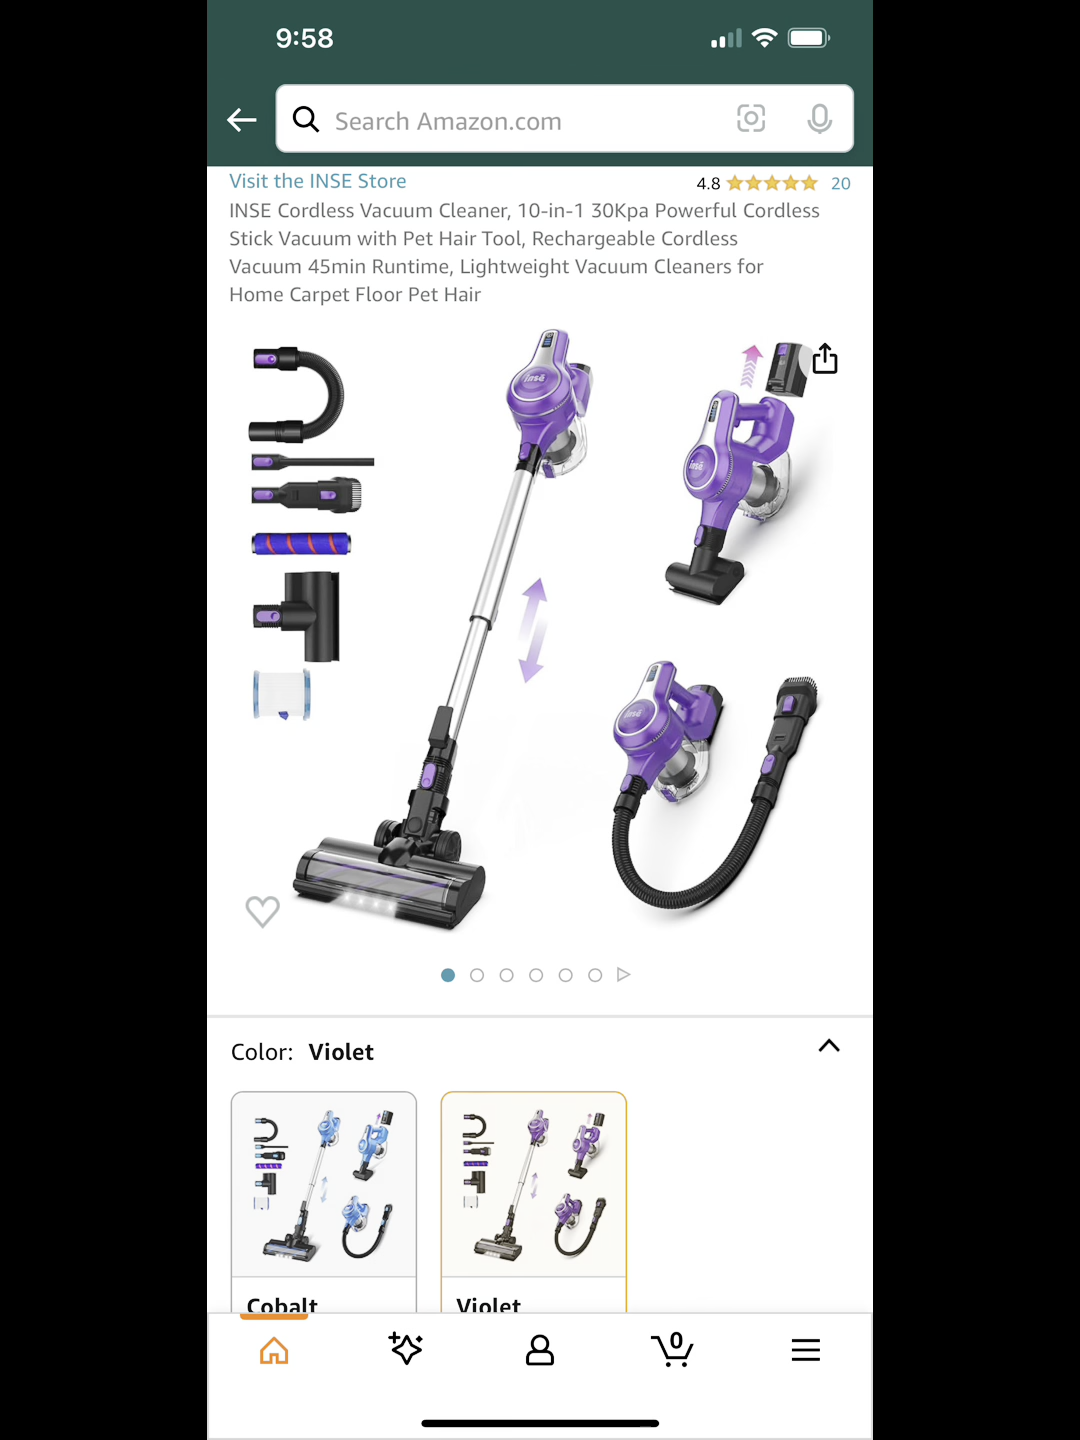 9:58
Search Amazon.com
Visit the INSE Store
4.8 20
INSE Cordless Vacuum Cleaner, 10-in-1 30Kpa Powerful Cordless
Stick Vacuum with Pet Hair Tool, Rechargeable Cordless
Vacuum 45min Runtime, Lightweight Vacuum Cleaners for
Home Carpet Floor Pet Hair
inse
inse
inse
Color: Violet
Cobalt
Violet
0